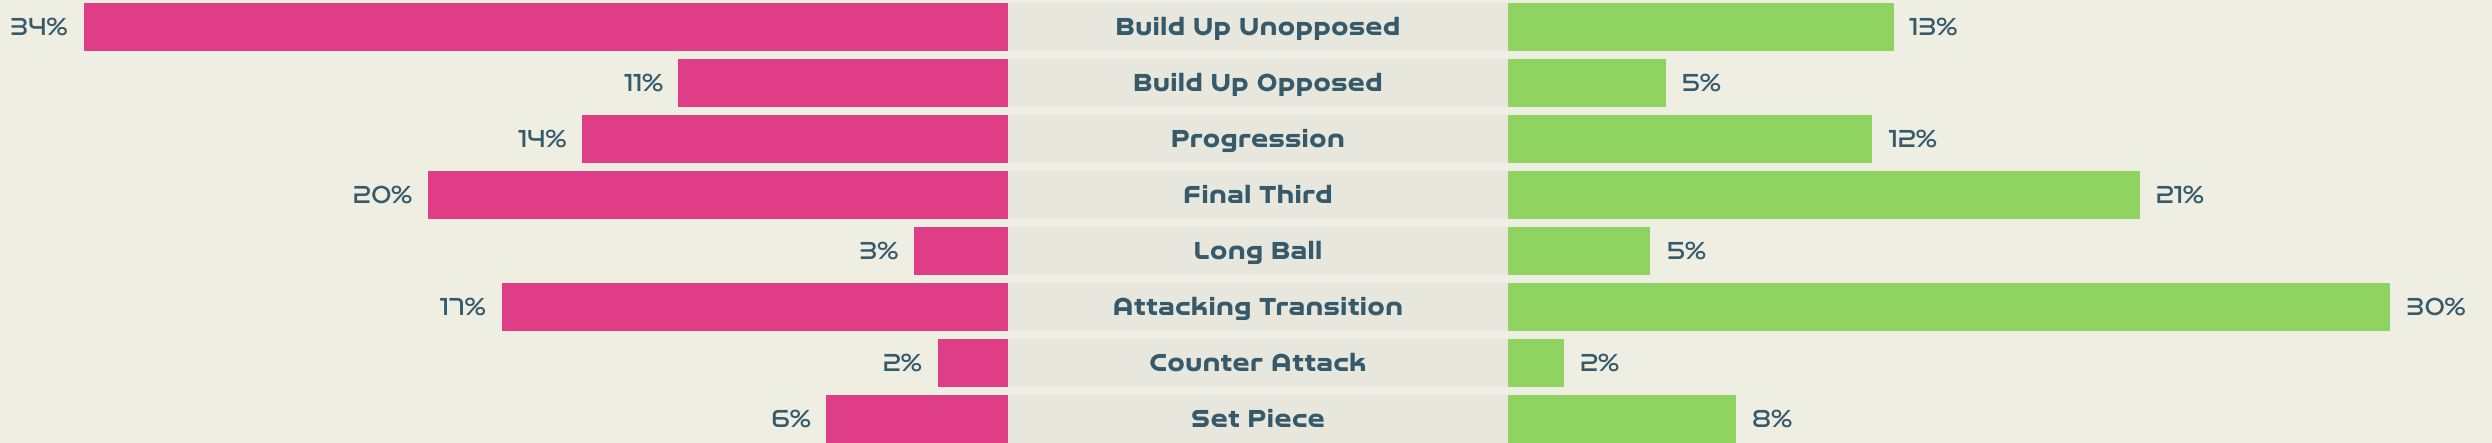 34% Build Up Unopposed 13%
11% Build Up Opposed 5%
14% Progression 12%
20% Final Third 21%
3% Long Ball 5%
17% Attacking Transition 30%
2% Counter Attack 2%
6% Set Piece 8%